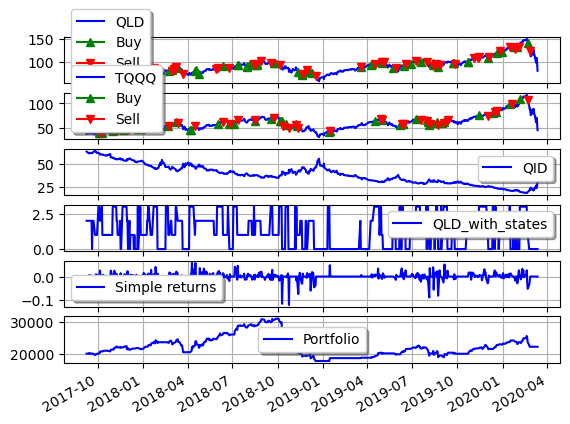 QLD
Buy
Sell
150
100
TQQQ
Buy
Sell
100
50
50
25
QID
2.5
0.0
QLD_with_states
0.0
−0.1
Simple returns
30000
20000
Portfolio
2017-10
2018-01
2018-04
2018-07
2018-10
2019-01
2019-04
2019-07
2019-10
2020-01
2020-04